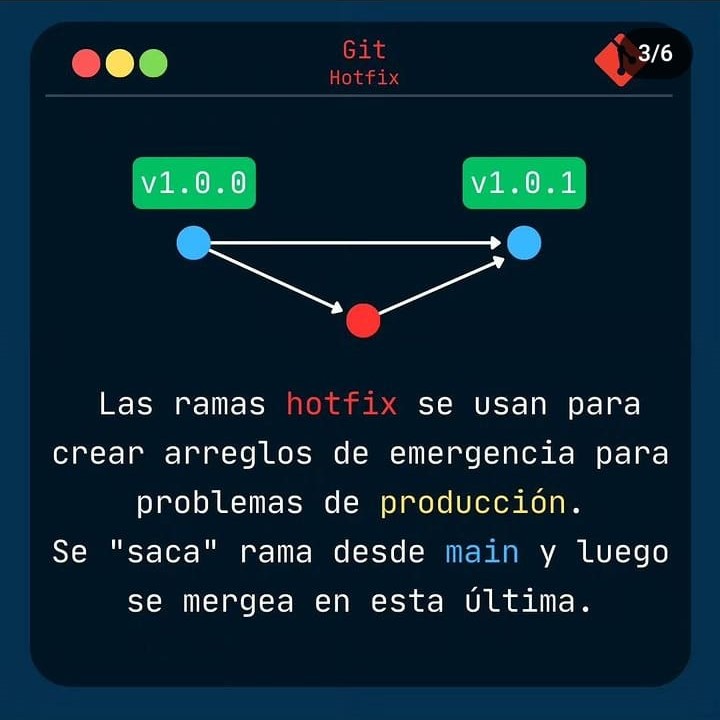 Git
Hotfix
3/6
v1.0.0
v1.0.1
Las ramas hotfix se usan para
crear arreglos de emergencia para
problemas de producción.
Se "saca" rama desde main y luego
se mergea en esta última.